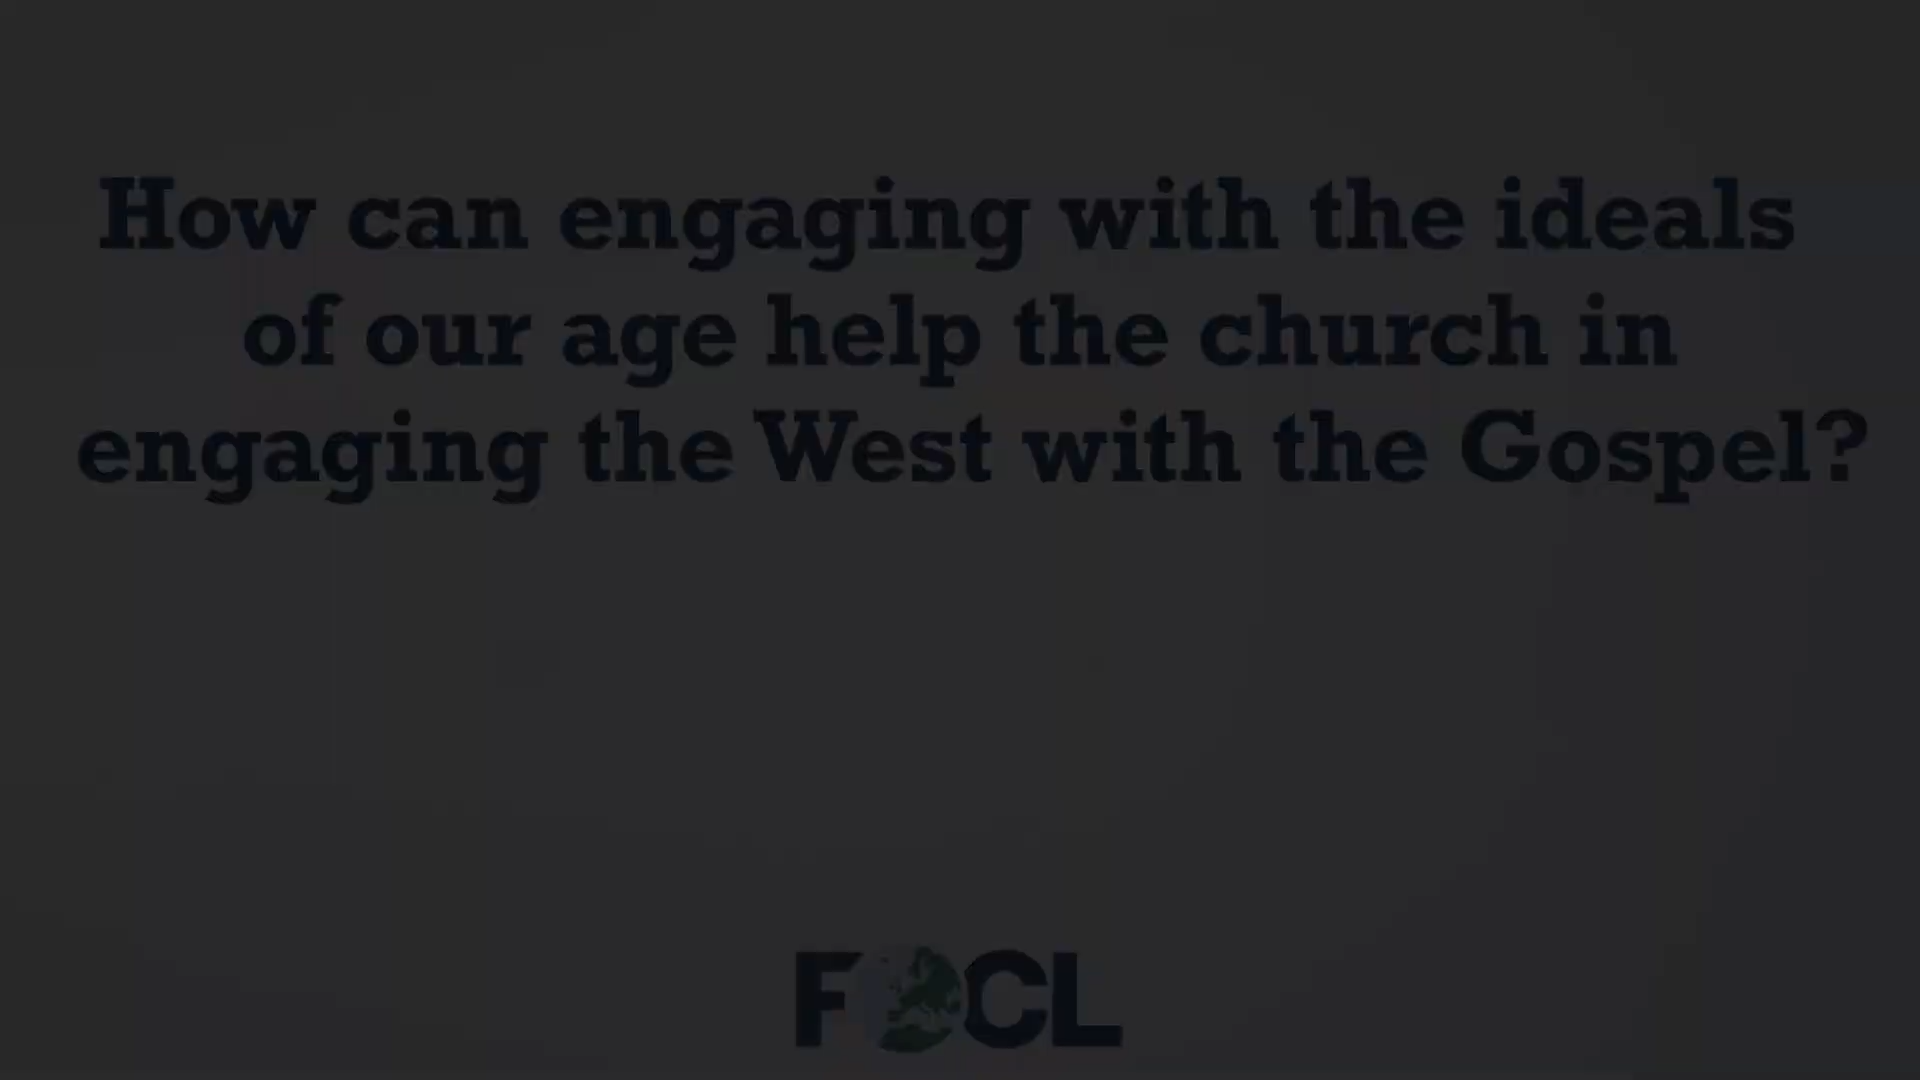 How can engaging with the ideals
of our age help the church in
engaging the West with the Gospel?
FOCL